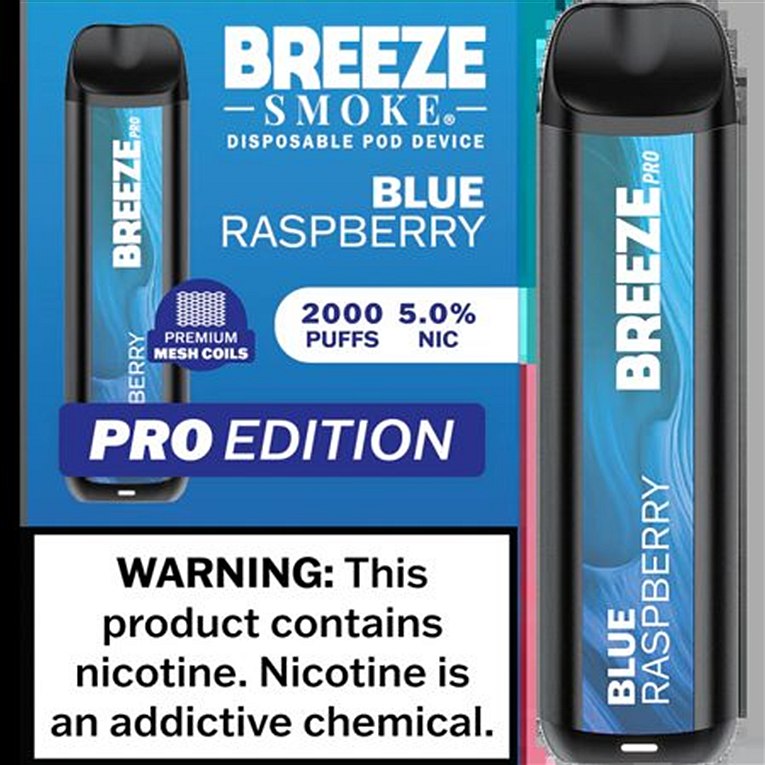 BREEZE
SMOKE®
DISPOSABLE POD DEVICE
BLUE
RASPBERRY
BREEZE PRO
BERRY
PREMIUM
MESH COILS
2000 5.0%
PUFFS NIC
PRO EDITION
WARNING: This
product contains
nicotine. Nicotine is
an addictive chemical.
BREEZE PRO
BLUE
RASPBERRY